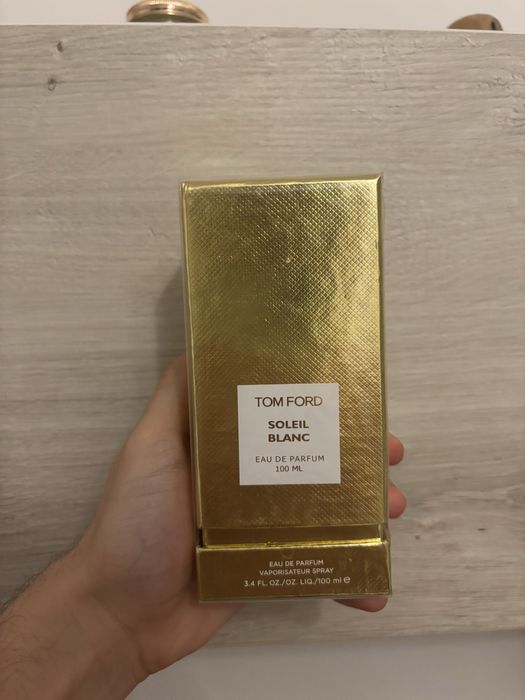 TOM FORD
SOLEIL
BLANC
EAU DE PARFUM
100 ML
EAU DE PARFUM
VAPORISATEUR SPRAY
3.4 FL. OZ./OZ. LIQ./100 ml ℮